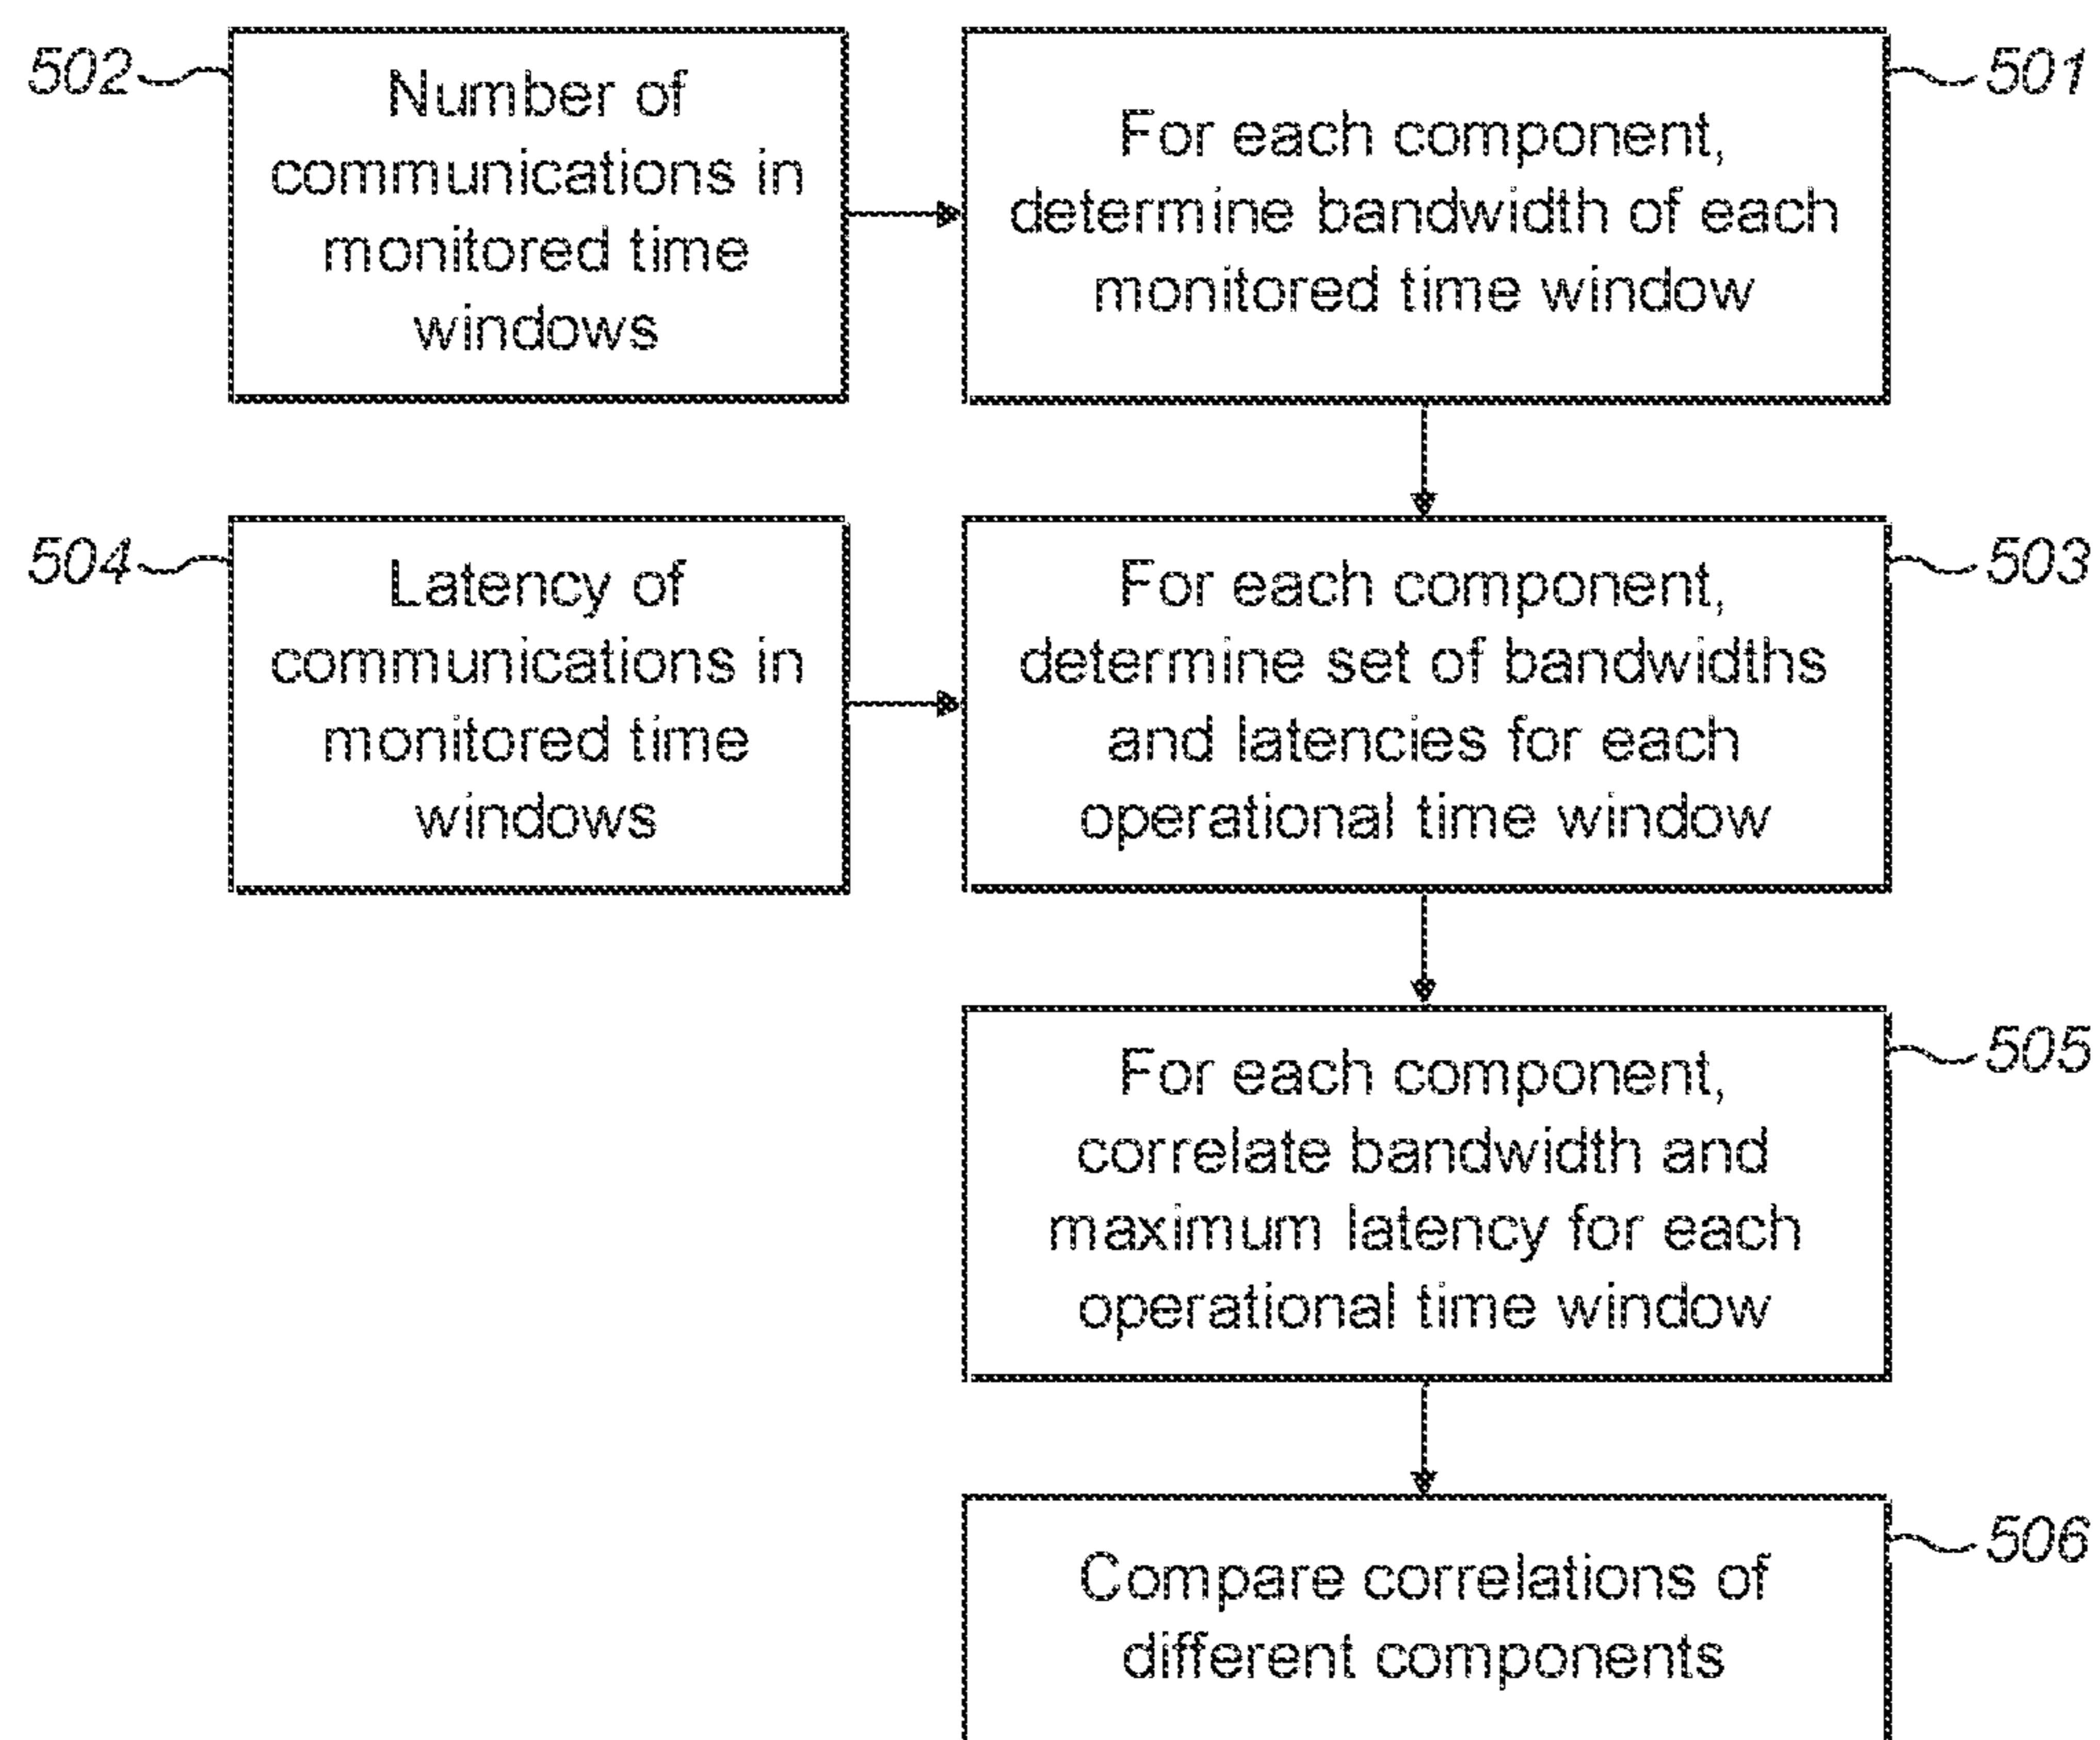 502
Number of
communications in
monitored time
windows
501
For each component,
determine bandwidth of each
monitored time window
504
Latency of
communications in
monitored time
windows
503
For each component,
determine set of bandwidths
and latencies for each
operational time window
505
For each component,
correlate bandwidth and
maximum latency for each
operational time window
506
Compare correlations of
different components